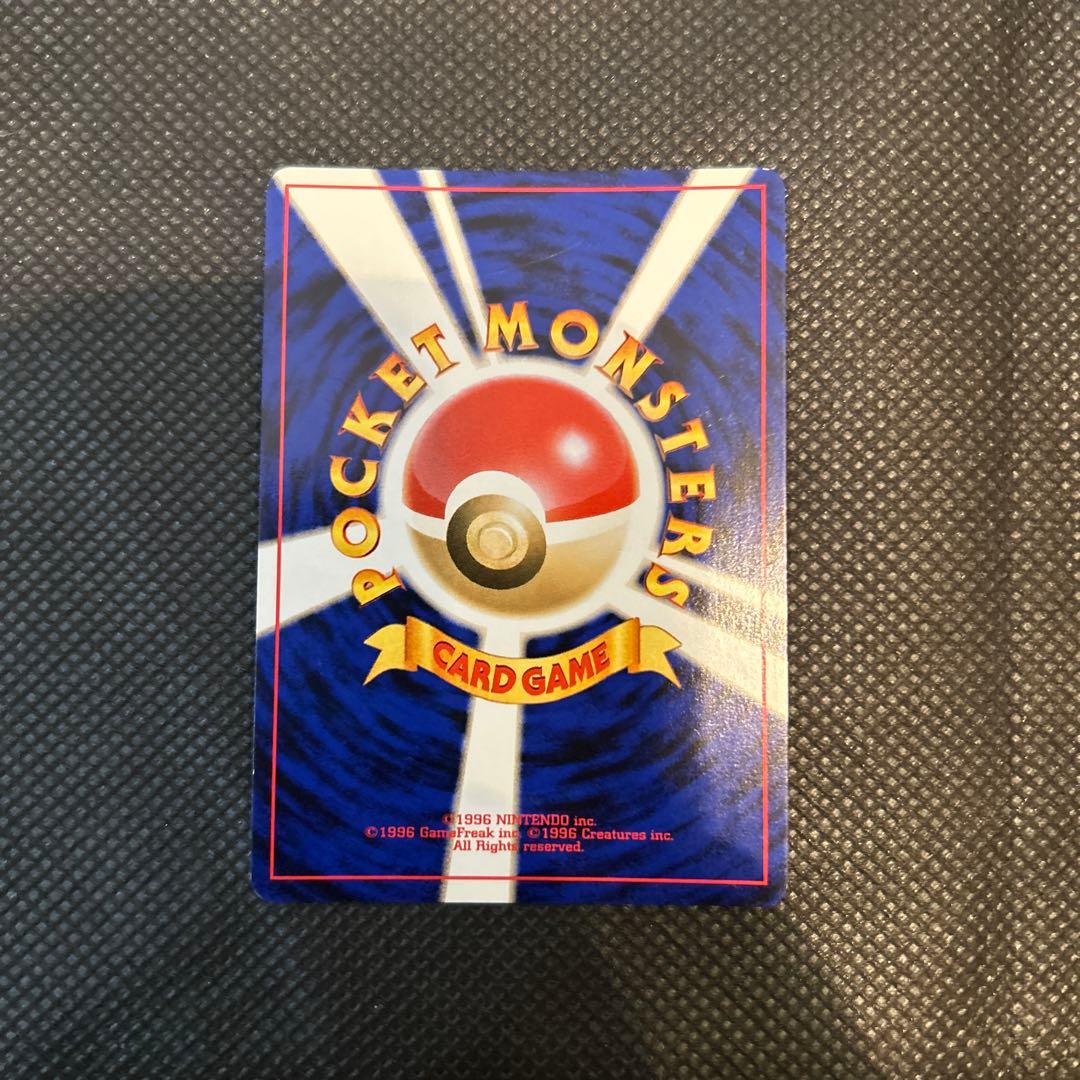 POCKET MONSTERS
CARD GAME
©1996 NINTENDO inc.
©1996 GameFreak inc. ©1996 Creatures inc.
All Rights reserved.